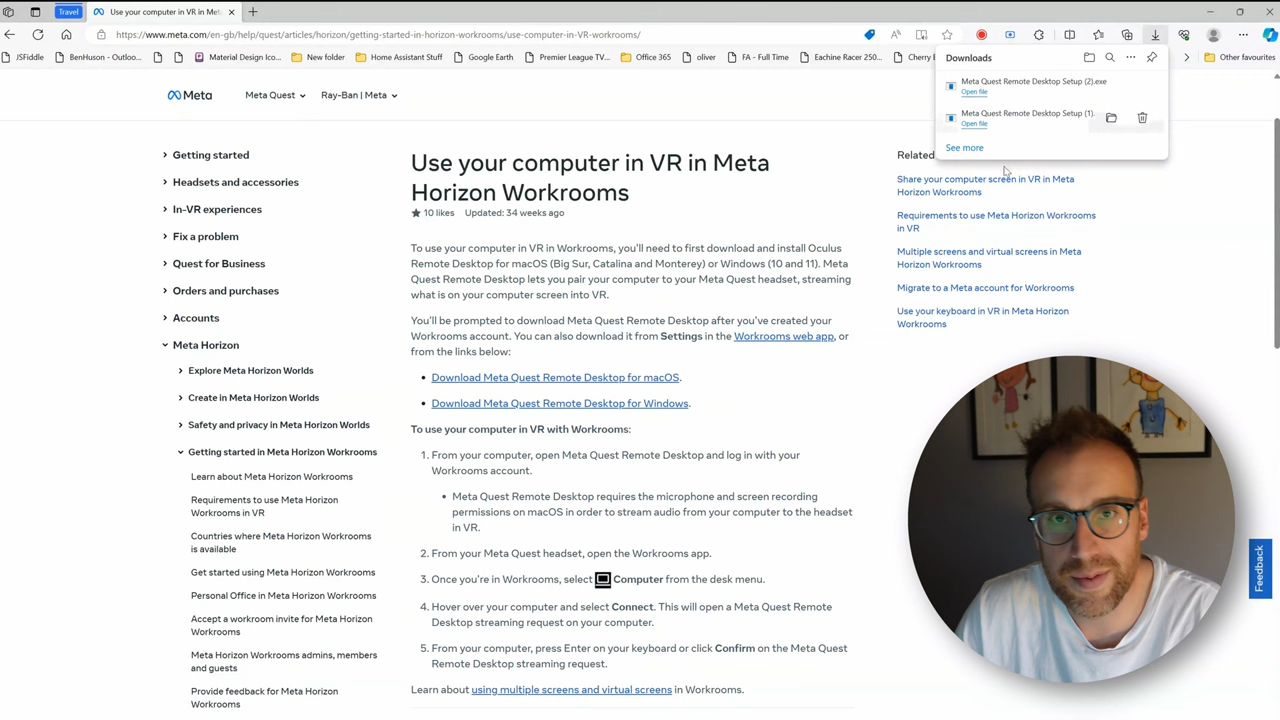 Travel
Use your computer in VR in Meta
https://www.meta.com/en-gb/help/quest/articles/horizon/getting-started-in-horizon-workrooms/use-computer-in-VR-workrooms/
JSFiddle
BenHuson - Outloo...
Material Design Ico...
New folder
Home Assistant Stuff
Google Earth
Premier League TV...
Office 365
oliver
FA - Full Time
Eachine Racer 250...
Cherry B
Other favourites
Downloads
Meta Quest Remote Desktop Setup (2).exe
Open file
Meta Quest Remote Desktop Setup (1).
Open file
See more
Meta
Meta Quest
Ray-Ban | Meta
Getting started
Headsets and accessories
In-VR experiences
Fix a problem
Quest for Business
Orders and purchases
Accounts
Meta Horizon
Explore Meta Horizon Worlds
Create in Meta Horizon Worlds
Safety and privacy in Meta Horizon Worlds
Getting started in Meta Horizon Workrooms
Learn about Meta Horizon Workrooms
Requirements to use Meta Horizon
Workrooms in VR
Countries where Meta Horizon Workrooms
is available
Get started using Meta Horizon Workrooms
Personal Office in Meta Horizon Workrooms
Accept a workroom invite for Meta Horizon
Workrooms
Meta Horizon Workrooms admins, members
and guests
Provide feedback for Meta Horizon
Workrooms
Use your computer in VR in Meta
Horizon Workrooms
10 likes Updated: 34 weeks ago
To use your computer in VR in Workrooms, you'll need to first download and install Oculus
Remote Desktop for macOS (Big Sur, Catalina and Monterey) or Windows (10 and 11). Meta
Quest Remote Desktop lets you pair your computer to your Meta Quest headset, streaming
what is on your computer screen into VR.
You'll be prompted to download Meta Quest Remote Desktop after you've created your
Workrooms account. You can also download it from Settings in the Workrooms web app, or
from the links below:
• Download Meta Quest Remote Desktop for macOS.
• Download Meta Quest Remote Desktop for Windows.
To use your computer in VR with Workrooms:
1. From your computer, open Meta Quest Remote Desktop and log in with your
Workrooms account.
• Meta Quest Remote Desktop requires the microphone and screen recording
permissions on macOS in order to stream audio from your computer to the headset
in VR.
2. From your Meta Quest headset, open the Workrooms app.
3. Once you're in Workrooms, select Computer from the desk menu.
4. Hover over your computer and select Connect. This will open a Meta Quest Remote
Desktop streaming request on your computer.
5. From your computer, press Enter on your keyboard or click Confirm on the Meta Quest
Remote Desktop streaming request.
Learn about using multiple screens and virtual screens in Workrooms.
Related
Share your computer screen in VR in Meta
Horizon Workrooms
Requirements to use Meta Horizon Workrooms
in VR
Multiple screens and virtual screens in Meta
Horizon Workrooms
Migrate to a Meta account for Workrooms
Use your keyboard in VR in Meta Horizon
Workrooms
Feedback